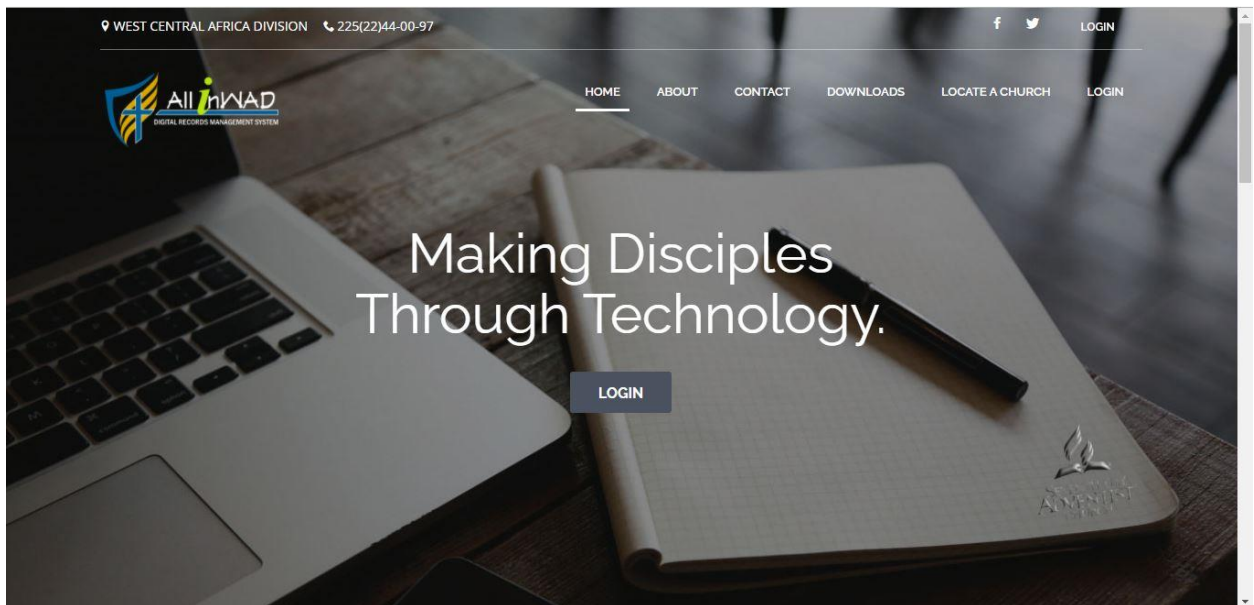 WEST CENTRAL AFRICA DIVISION 225(22)44-00-97 LOGIN
All inWAD
DIGITAL RECORDS MANAGEMENT SYSTEM
HOME ABOUT CONTACT DOWNLOADS LOCATE A CHURCH LOGIN
Making Disciples
Through Technology.
LOGIN
ADVENTIST